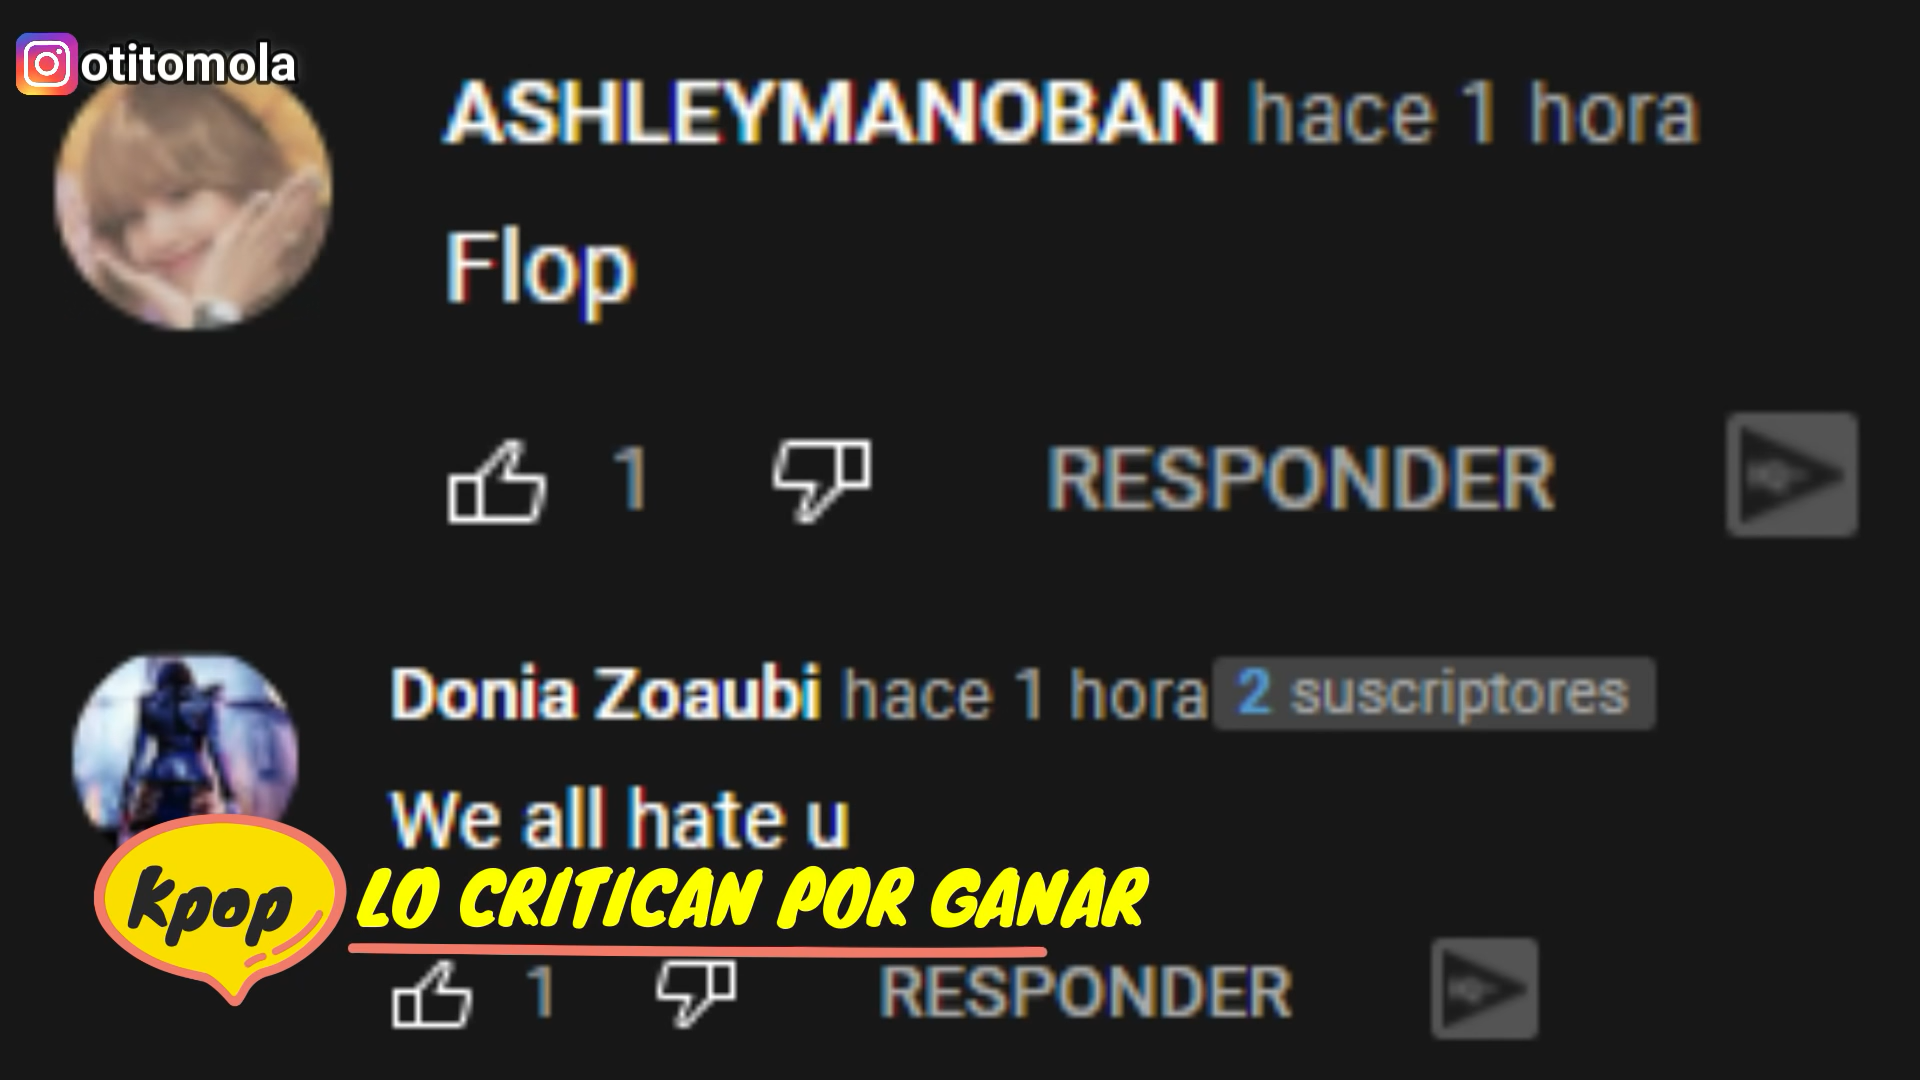 otitomola
ASHLEYMANOBAN hace 1 hora
Flop
1 RESPONDER
Donia Zoaubi hace 1 hora 2 suscriptores
We all hate u
kpop LO CRITICAN POR GANAR
1 RESPONDER